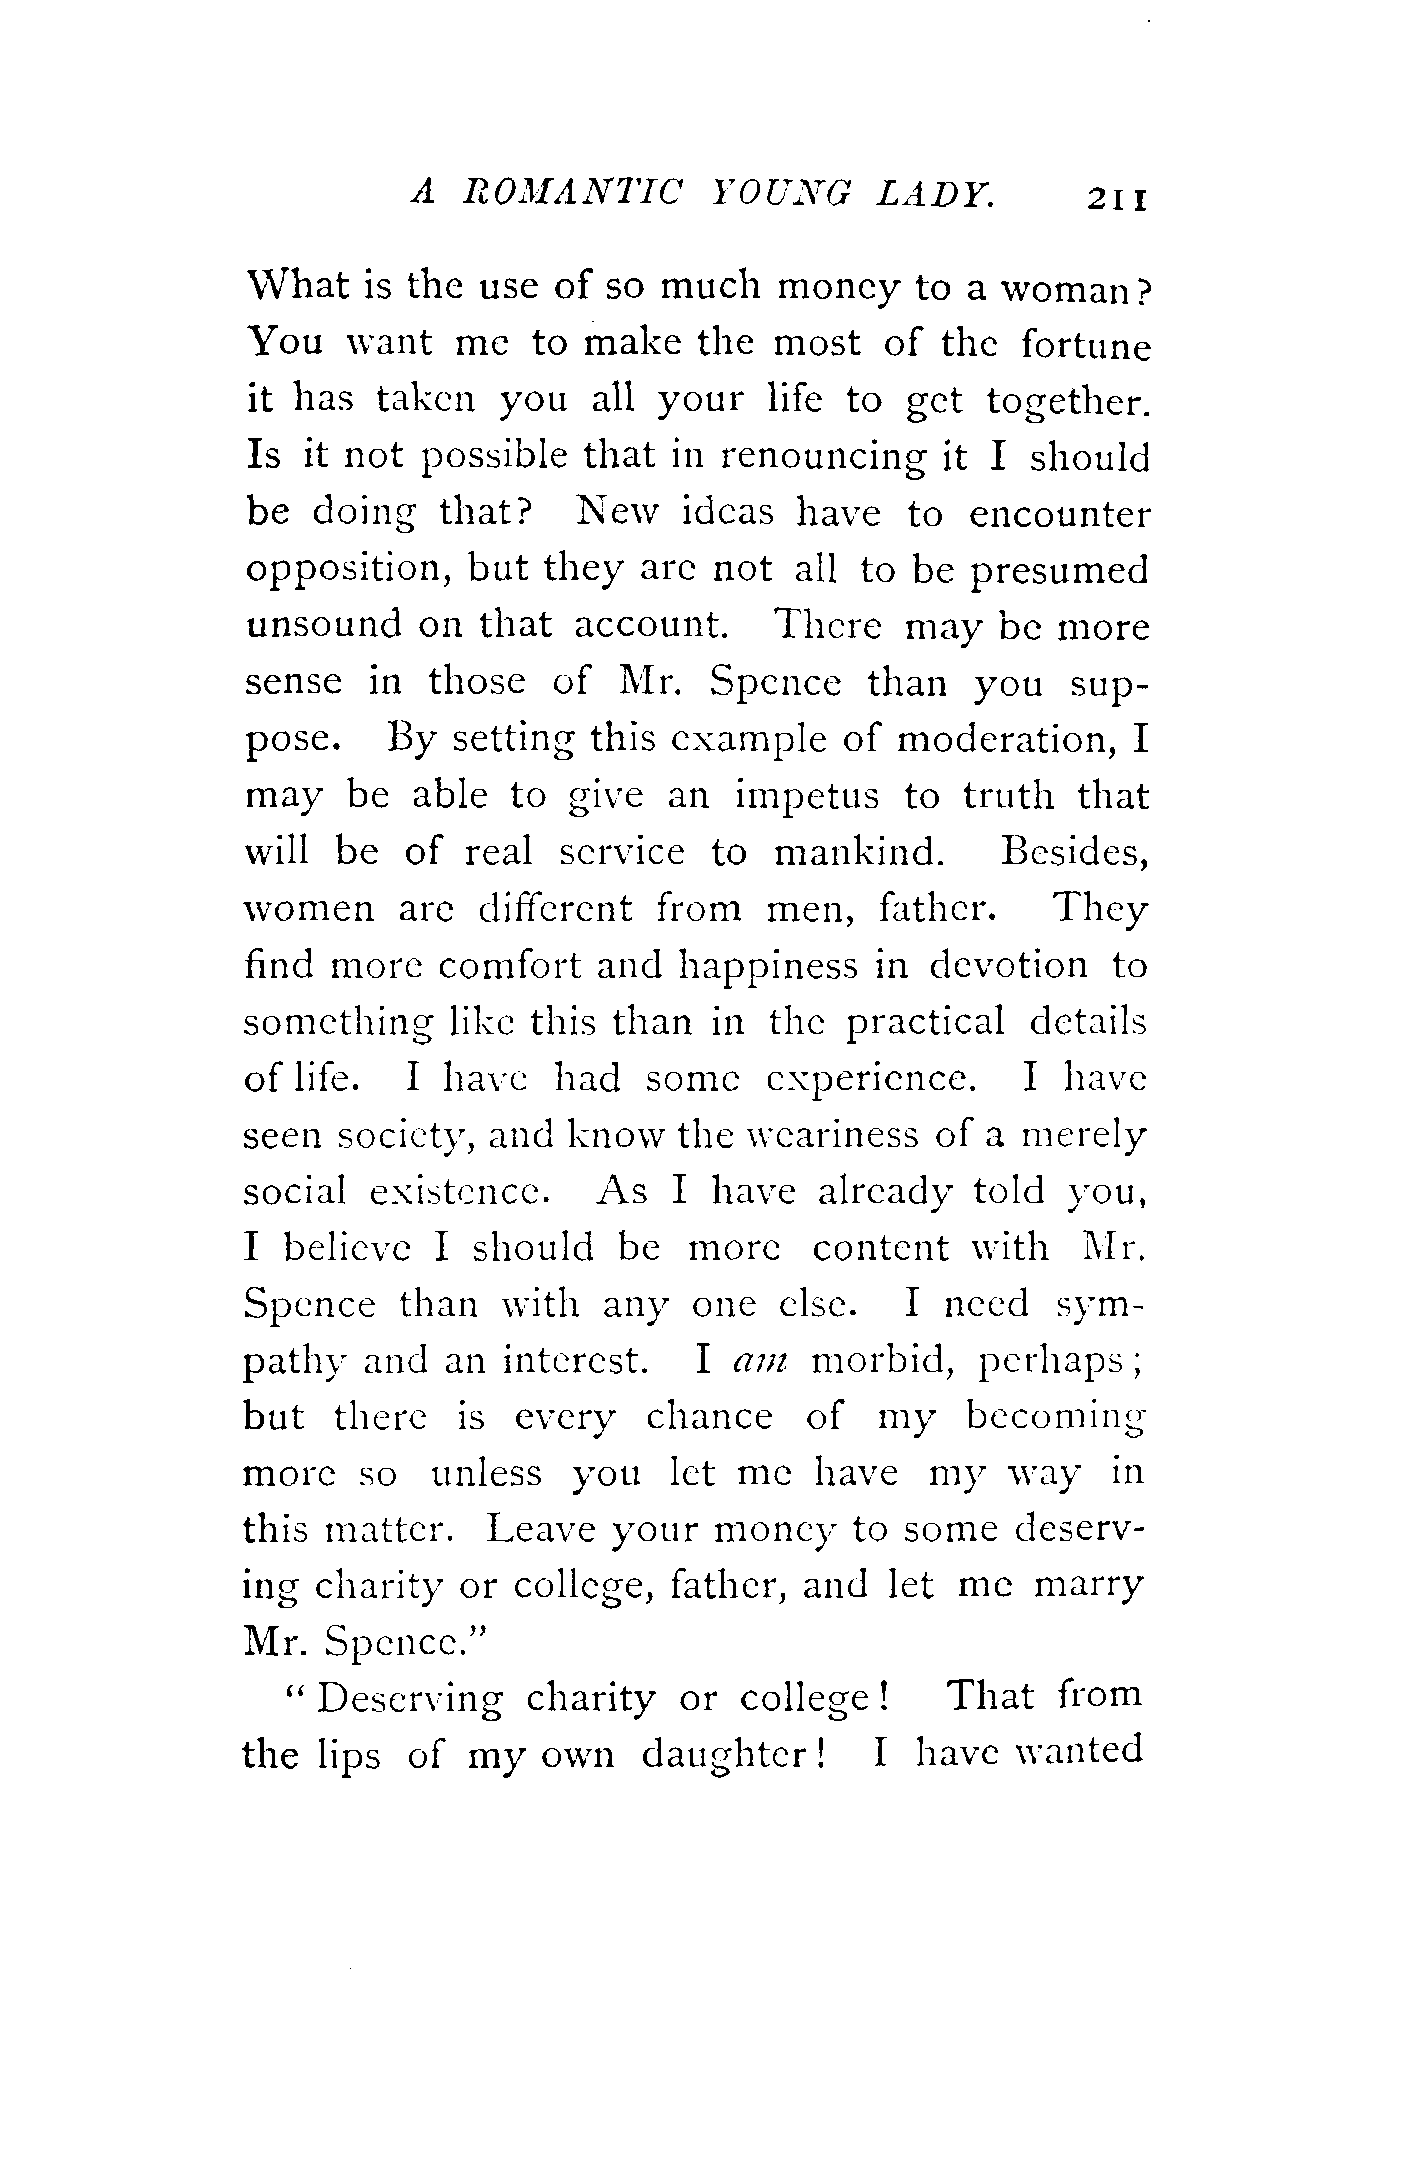 A ROMANTIC YOUNG LADY. 211
What is the use of so much money to a woman?
You want me to make the most of the fortune
it has taken you all your life to get together.
Is it not possible that in renouncing it I should
be doing that? New ideas have to encounter
opposition, but they are not all to be presumed
unsound on that account. There may be more
sense in those of Mr. Spence than you sup-
pose. By setting this example of moderation, I
may be able to give an impetus to truth that
will be of real service to mankind. Besides,
women are different from men, father. They
find more comfort and happiness in devotion to
something like this than in the practical details
of life. I have had some experience. I have
seen society, and know the weariness of a merely
social existence. As I have already told you,
I believe I should be more content with Mr.
Spence than with any one else. I need sym-
pathy and an interest. I am morbid, perhaps;
but there is every chance of my becoming
more so unless you let me have my way in
this matter. Leave your money to some deserv-
ing charity or college, father, and let me marry
Mr. Spence.”
“Deserving charity or college! That from
the lips of my own daughter! I have wanted